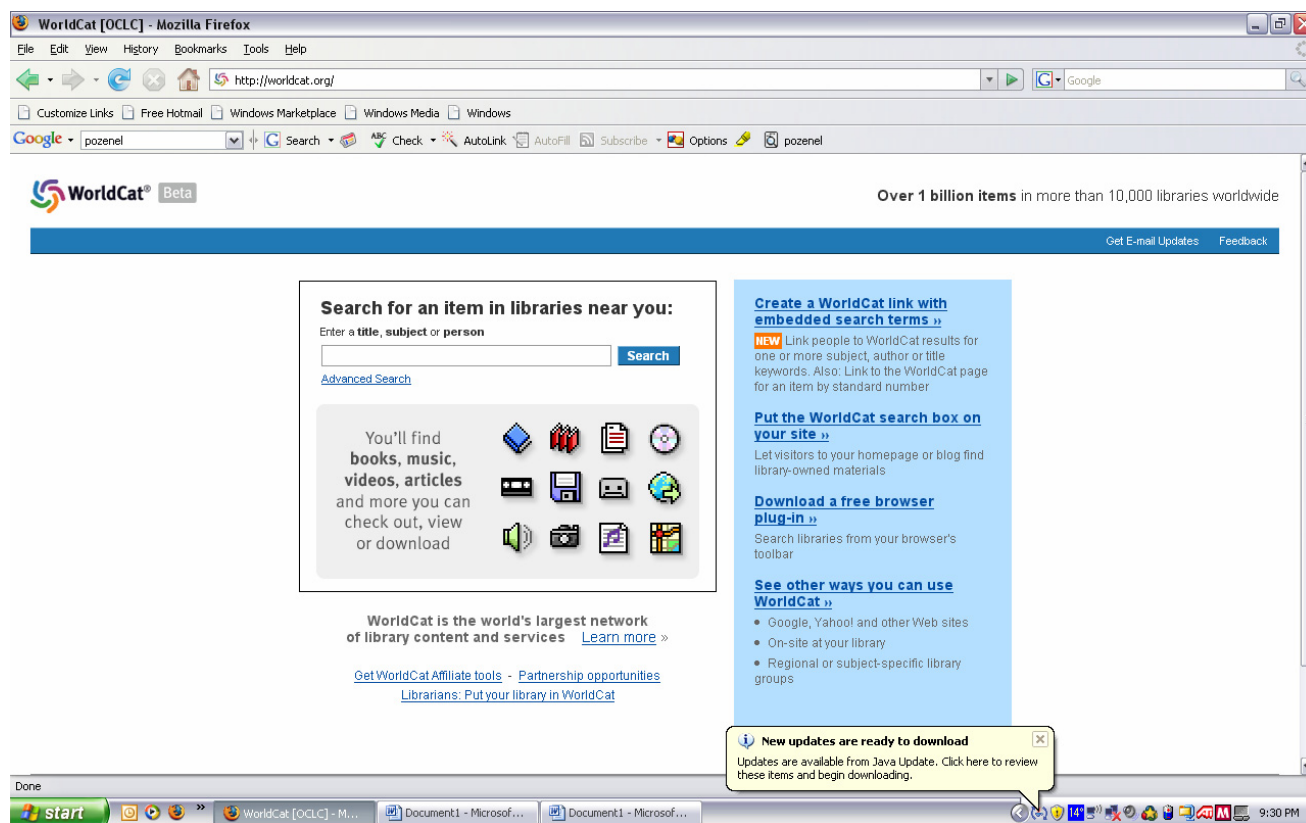 WorldCat [OCLC] - Mozilla Firefox
File Edit View History Bookmarks Tools Help
http://worldcat.org/
G Google
Customize Links Free Hotmail Windows Marketplace Windows Media Windows
Google pozenel G Search ABC Check AutoLink AutoFill Subscribe Options pozenel
WorldCat® Beta
Over 1 billion items in more than 10,000 libraries worldwide
Get E-mail Updates Feedback
Search for an item in libraries near you:
Enter a title, subject or person
Search
Advanced Search
You'll find
books, music,
videos, articles
and more you can
check out, view
or download
WorldCat is the world's largest network
of library content and services Learn more »
Get WorldCat Affiliate tools - Partnership opportunities
Librarians: Put your library in WorldCat
Create a WorldCat link with
embedded search terms »
NEW Link people to WorldCat results for
one or more subject, author or title
keywords. Also: Link to the WorldCat page
for an item by standard number
Put the WorldCat search box on
your site »
Let visitors to your homepage or blog find
library-owned materials
Download a free browser
plug-in »
Search libraries from your browser's
toolbar
See other ways you can use
WorldCat »
• Google, Yahoo! and other Web sites
• On-site at your library
• Regional or subject-specific library
groups
New updates are ready to download
Updates are available from Java Update. Click here to review
these items and begin downloading.
Done
start » WorldCat [OCLC] - M... Document1 - Microsof... Document1 - Microsof... 14° ATI M 9:30 PM